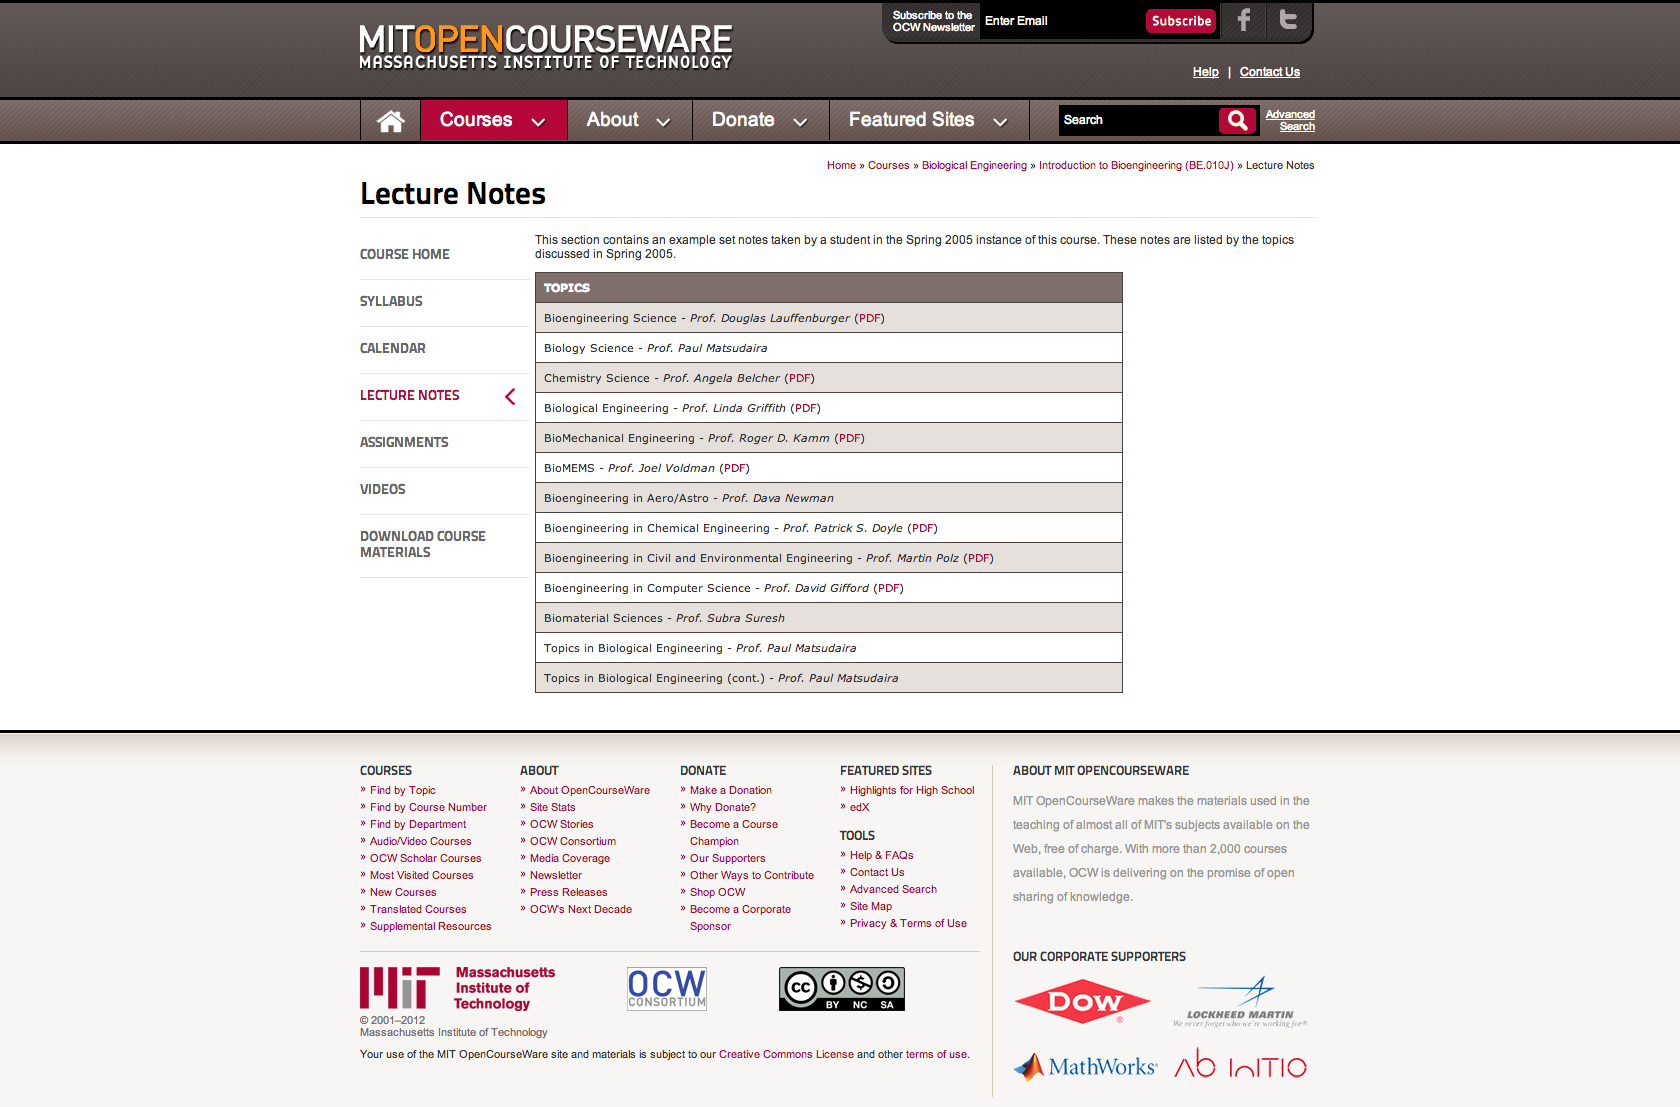 MITOPENCOURSEWARE
MASSACHUSETTS INSTITUTE OF TECHNOLOGY
Subscribe to the
OCW Newsletter
Enter Email
Subscribe
Help | Contact Us
Courses
About
Donate
Featured Sites
Search
Advanced
Search
Home » Courses » Biological Engineering » Introduction to Bioengineering (BE.010J) » Lecture Notes
Lecture Notes
COURSE HOME
SYLLABUS
CALENDAR
LECTURE NOTES
ASSIGNMENTS
VIDEOS
DOWNLOAD COURSE
MATERIALS
This section contains an example set notes taken by a student in the Spring 2005 instance of this course. These notes are listed by the topics
discussed in Spring 2005.
TOPICS
Bioengineering Science - Prof. Douglas Lauffenburger (PDF)
Biology Science - Prof. Paul Matsudaira
Chemistry Science - Prof. Angela Belcher (PDF)
Biological Engineering - Prof. Linda Griffith (PDF)
BioMechanical Engineering - Prof. Roger D. Kamm (PDF)
BioMEMS - Prof. Joel Voldman (PDF)
Bioengineering in Aero/Astro - Prof. Dava Newman
Bioengineering in Chemical Engineering - Prof. Patrick S. Doyle (PDF)
Bioengineering in Civil and Environmental Engineering - Prof. Martin Polz (PDF)
Bioengineering in Computer Science - Prof. David Gifford (PDF)
Biomaterial Sciences - Prof. Subra Suresh
Topics in Biological Engineering - Prof. Paul Matsudaira
Topics in Biological Engineering (cont.) - Prof. Paul Matsudaira
COURSES
» Find by Topic
» Find by Course Number
» Find by Department
» Audio/Video Courses
» OCW Scholar Courses
» Most Visited Courses
» New Courses
» Translated Courses
» Supplemental Resources
ABOUT
» About OpenCourseWare
» Site Stats
» OCW Stories
» OCW Consortium
» Media Coverage
» Newsletter
» Press Releases
» OCW's Next Decade
DONATE
» Make a Donation
» Why Donate?
» Become a Course
Champion
» Our Supporters
» Other Ways to Contribute
» Shop OCW
» Become a Corporate
Sponsor
FEATURED SITES
» Highlights for High School
» edX
TOOLS
» Help & FAQs
» Contact Us
» Advanced Search
» Site Map
» Privacy & Terms of Use
ABOUT MIT OPENCOURSEWARE
MIT OpenCourseWare makes the materials used in the
teaching of almost all of MIT's subjects available on the
Web, free of charge. With more than 2,000 courses
available, OCW is delivering on the promise of open
sharing of knowledge.
OUR CORPORATE SUPPORTERS
DOW
LOCKHEED MARTIN
We never forget who we're working for®
MathWorks®
Ab InITIO
MIT
Massachusetts
Institute of
Technology
OCW
CONSORTIUM
cc
BY NC SA
© 2001–2012
Massachusetts Institute of Technology
Your use of the MIT OpenCourseWare site and materials is subject to our Creative Commons License and other terms of use.